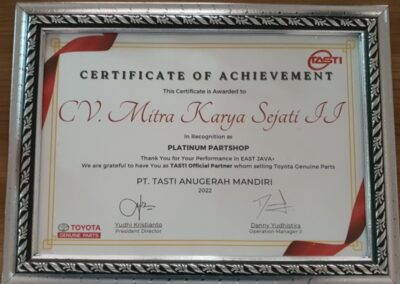 TASTI
CERTIFICATE OF ACHIEVEMENT
This Certificate is Awarded to
CV. Mitra Karya Sejati II
In Recognition as
PLATINUM PARTSHOP
Thank You for Your Performance in EAST JAVA+
We are grateful to have You as TASTI Official Partner whom selling Toyota Genuine Parts
PT. TASTI ANUGERAH MANDIRI
2022
Yudhi Kristianto
President Director
Danny Yudhistira
Operation Manager II
TOYOTA
GENUINE PARTS